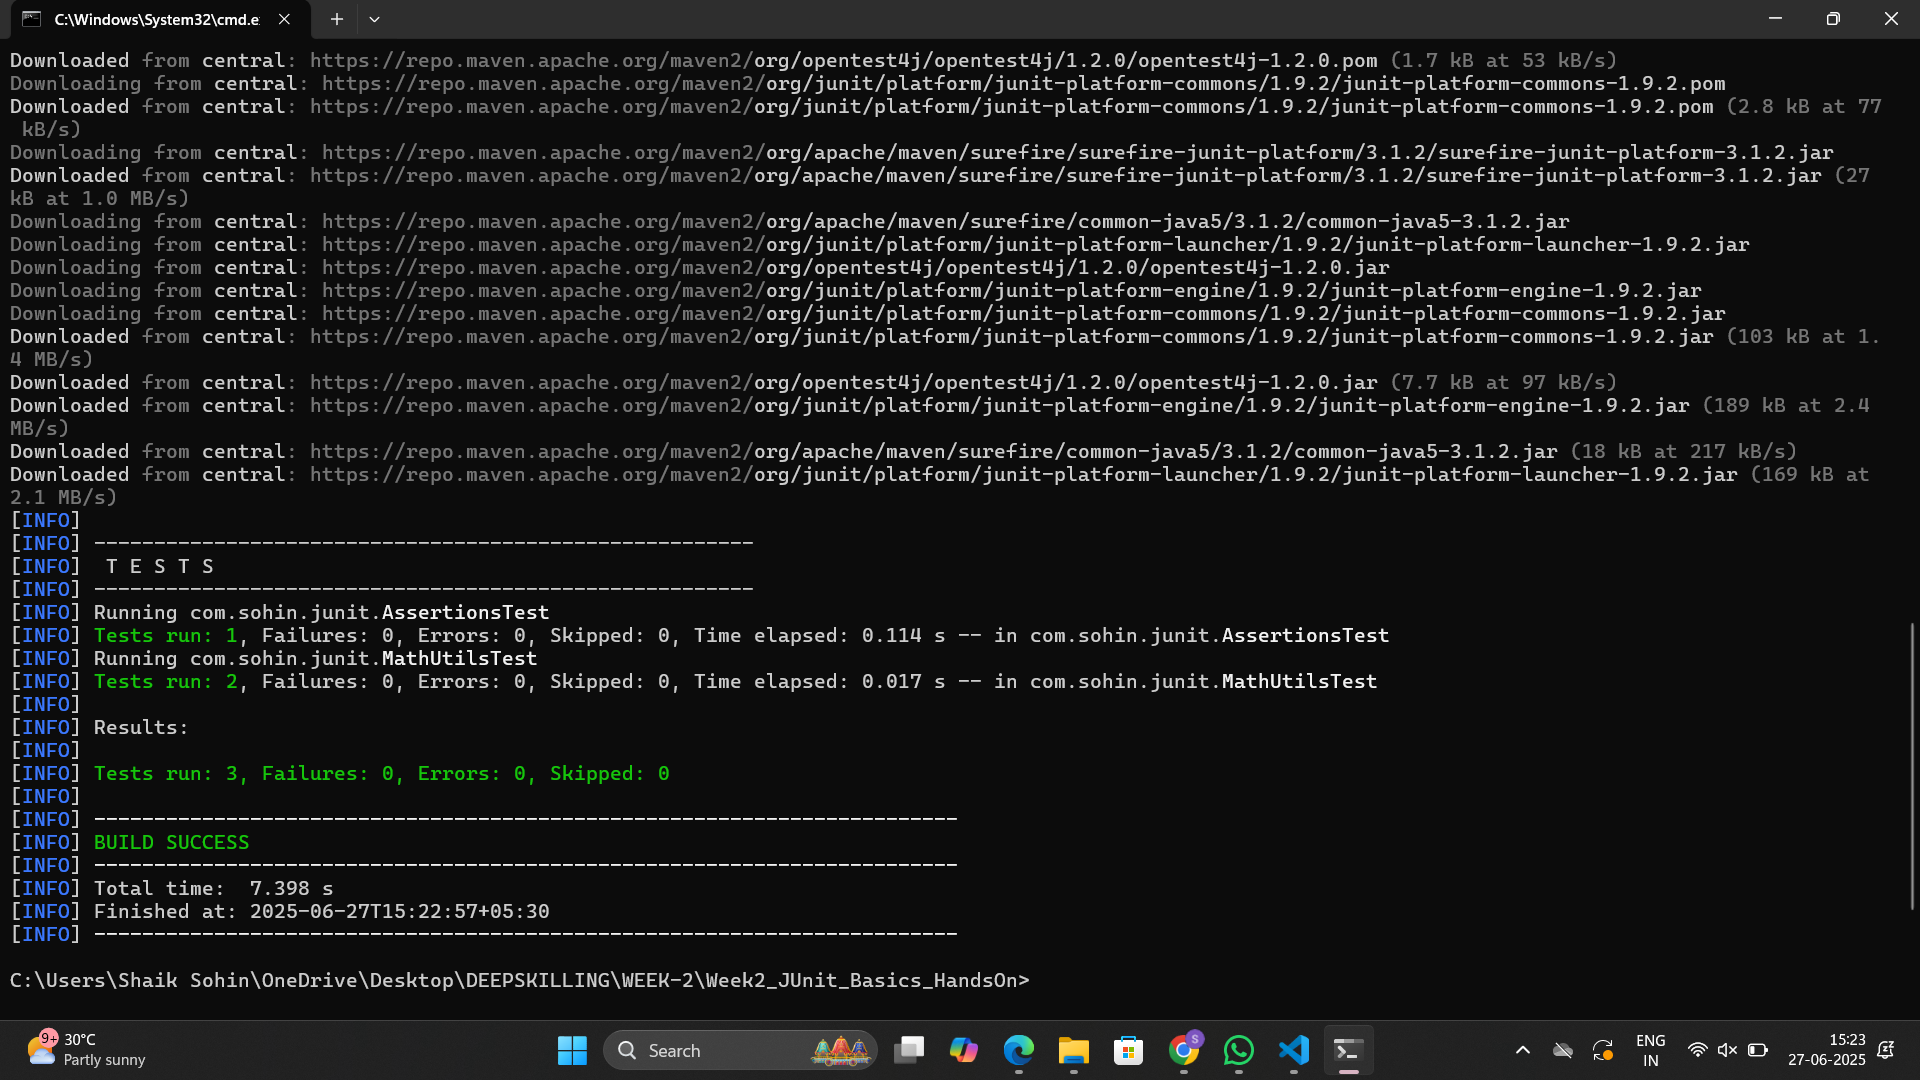 C:\Windows\System32\cmd.e
Downloaded from central: https://repo.maven.apache.org/maven2/org/opentest4j/opentest4j/1.2.0/opentest4j-1.2.0.pom (1.7 kB at 53 kB/s)
Downloading from central: https://repo.maven.apache.org/maven2/org/junit/platform/junit-platform-commons/1.9.2/junit-platform-commons-1.9.2.pom
Downloaded from central: https://repo.maven.apache.org/maven2/org/junit/platform/junit-platform-commons/1.9.2/junit-platform-commons-1.9.2.pom (2.8 kB at 77
kB/s)
Downloading from central: https://repo.maven.apache.org/maven2/org/apache/maven/surefire/surefire-junit-platform/3.1.2/surefire-junit-platform-3.1.2.jar
Downloaded from central: https://repo.maven.apache.org/maven2/org/apache/maven/surefire/surefire-junit-platform/3.1.2/surefire-junit-platform-3.1.2.jar (27
kB at 1.0 MB/s)
Downloading from central: https://repo.maven.apache.org/maven2/org/apache/maven/surefire/common-java5/3.1.2/common-java5-3.1.2.jar
Downloading from central: https://repo.maven.apache.org/maven2/org/junit/platform/junit-platform-launcher/1.9.2/junit-platform-launcher-1.9.2.jar
Downloading from central: https://repo.maven.apache.org/maven2/org/opentest4j/opentest4j/1.2.0/opentest4j-1.2.0.jar
Downloading from central: https://repo.maven.apache.org/maven2/org/junit/platform/junit-platform-engine/1.9.2/junit-platform-engine-1.9.2.jar
Downloading from central: https://repo.maven.apache.org/maven2/org/junit/platform/junit-platform-commons/1.9.2/junit-platform-commons-1.9.2.jar
Downloaded from central: https://repo.maven.apache.org/maven2/org/junit/platform/junit-platform-commons/1.9.2/junit-platform-commons-1.9.2.jar (103 kB at 1.
4 MB/s)
Downloaded from central: https://repo.maven.apache.org/maven2/org/opentest4j/opentest4j/1.2.0/opentest4j-1.2.0.jar (7.7 kB at 97 kB/s)
Downloaded from central: https://repo.maven.apache.org/maven2/org/junit/platform/junit-platform-engine/1.9.2/junit-platform-engine-1.9.2.jar (189 kB at 2.4
MB/s)
Downloaded from central: https://repo.maven.apache.org/maven2/org/apache/maven/surefire/common-java5/3.1.2/common-java5-3.1.2.jar (18 kB at 217 kB/s)
Downloaded from central: https://repo.maven.apache.org/maven2/org/junit/platform/junit-platform-launcher/1.9.2/junit-platform-launcher-1.9.2.jar (169 kB at
2.1 MB/s)
[INFO]
[INFO] -------------------------------------------------------
[INFO]  T E S T S
[INFO] -------------------------------------------------------
[INFO] Running com.sohin.junit.AssertionsTest
[INFO] Tests run: 1, Failures: 0, Errors: 0, Skipped: 0, Time elapsed: 0.114 s -- in com.sohin.junit.AssertionsTest
[INFO] Running com.sohin.junit.MathUtilsTest
[INFO] Tests run: 2, Failures: 0, Errors: 0, Skipped: 0, Time elapsed: 0.017 s -- in com.sohin.junit.MathUtilsTest
[INFO]
[INFO] Results:
[INFO]
[INFO] Tests run: 3, Failures: 0, Errors: 0, Skipped: 0
[INFO]
[INFO] ------------------------------------------------------------------------
[INFO] BUILD SUCCESS
[INFO] ------------------------------------------------------------------------
[INFO] Total time:  7.398 s
[INFO] Finished at: 2025-06-27T15:22:57+05:30
[INFO] ------------------------------------------------------------------------
C:\Users\Shaik Sohin\OneDrive\Desktop\DEEPSKILLING\WEEK-2\Week2_JUnit_Basics_HandsOn>
9+
30°C
Partly sunny
Search
S
ENG
IN
15:23
27-06-2025